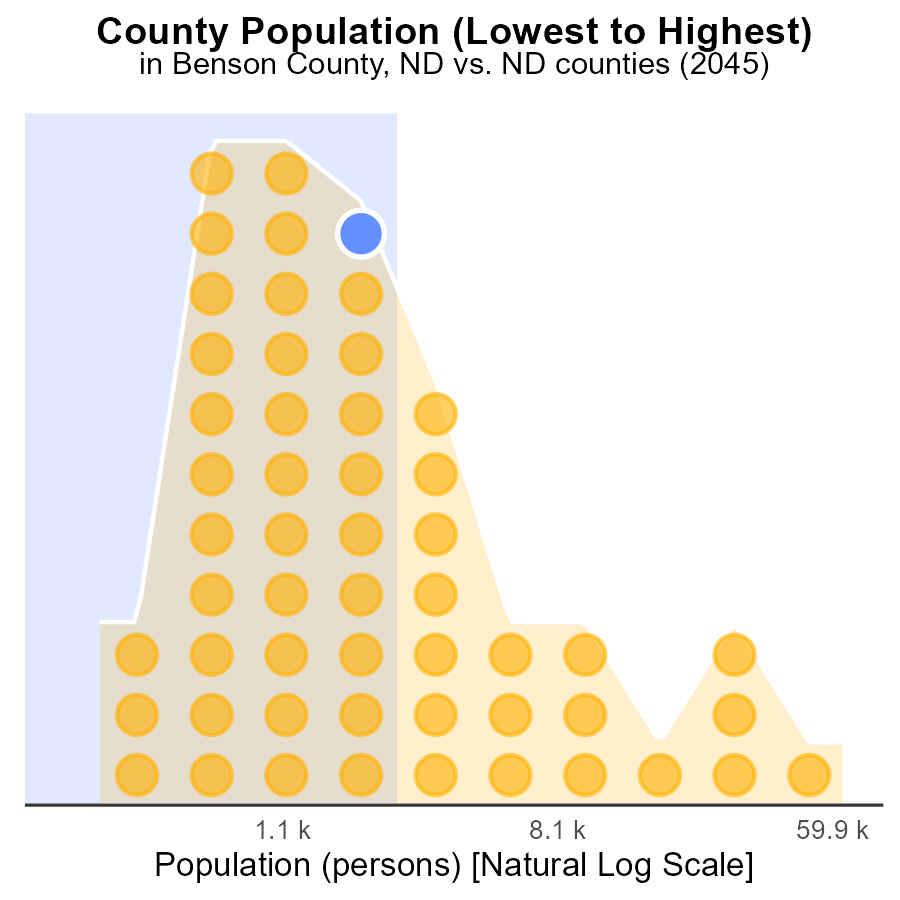 County Population (Lowest to Highest)
in Benson County, ND vs. ND counties (2045)
1.1 k
8.1 k
59.9 k
Population (persons) [Natural Log Scale]